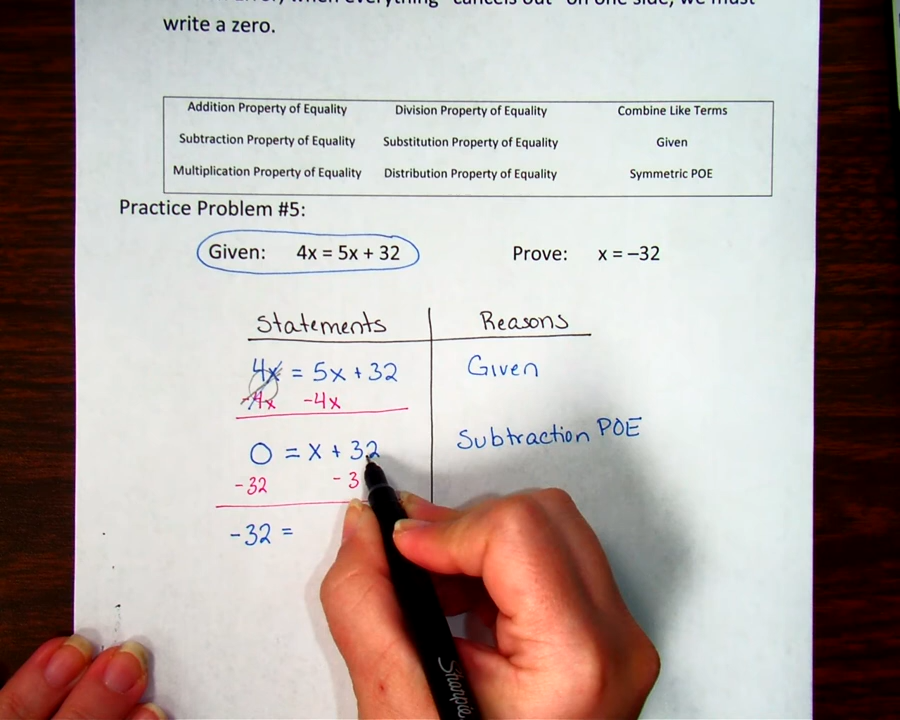 write a zero.
Addition Property of Equality Division Property of Equality Combine Like Terms
Subtraction Property of Equality Substitution Property of Equality Given
Multiplication Property of Equality Distribution Property of Equality Symmetric POE
Practice Problem #5:
Given: 4x = 5x + 32 Prove: x = –32
Statements Reasons
4x = 5x + 32 Given
-4x -4x
0 = x + 32 Subtraction POE
-32 - 3
-32 =
Sharpie